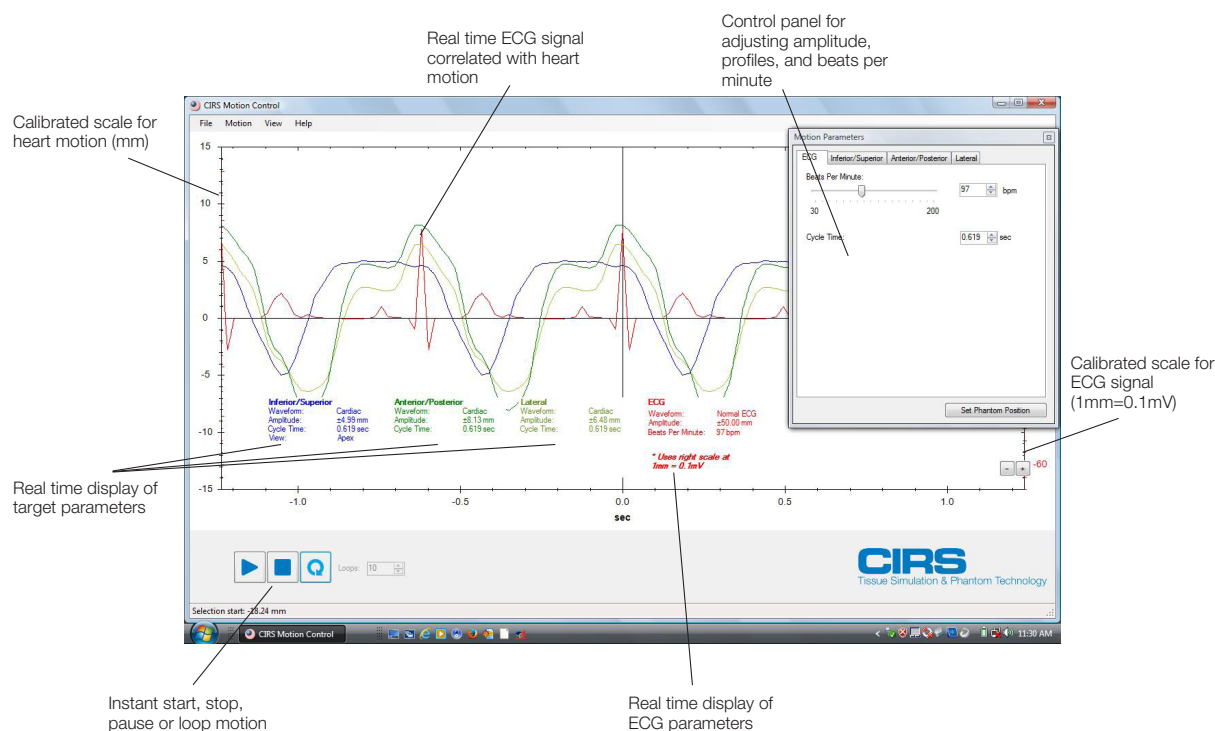 Real time ECG signal
correlated with heart
motion
Control panel for
adjusting amplitude,
profiles, and beats per
minute
Calibrated scale for
heart motion (mm)
CIRS Motion Control
File Motion View Help
15
10
5
0
-5
-10
-15
Motion Parameters
ECG Inferior/Superior Anterior/Posterior Lateral
Beats Per Minute:
97 bpm
30 200
Cycle Time: 0.619 sec
Set Phantom Position
Calibrated scale for
ECG signal
(1mm=0.1mV)
Inferior/Superior
Waveform: Cardiac
Amplitude: ±4.99 mm
Cycle Time: 0.619 sec
View: Apex
Anterior/Posterior
Waveform: Cardiac
Amplitude: ±8.13 mm
Cycle Time: 0.619 sec
Lateral
Waveform: Cardiac
Amplitude: ±6.48 mm
Cycle Time: 0.619 sec
ECG
Waveform: Normal ECG
Amplitude: ±50.00 mm
Beats Per Minute: 97 bpm
* Uses right scale at
1mm = 0.1mV
- + -60
-1.0 -0.5 0.0 0.5 1.0
sec
Real time display of
target parameters
Loops: 10
CIRS
Tissue Simulation & Phantom Technology
Selection start: -18.24 mm
CIRS Motion Control
11:30 AM
Instant start, stop,
pause or loop motion
Real time display of
ECG parameters